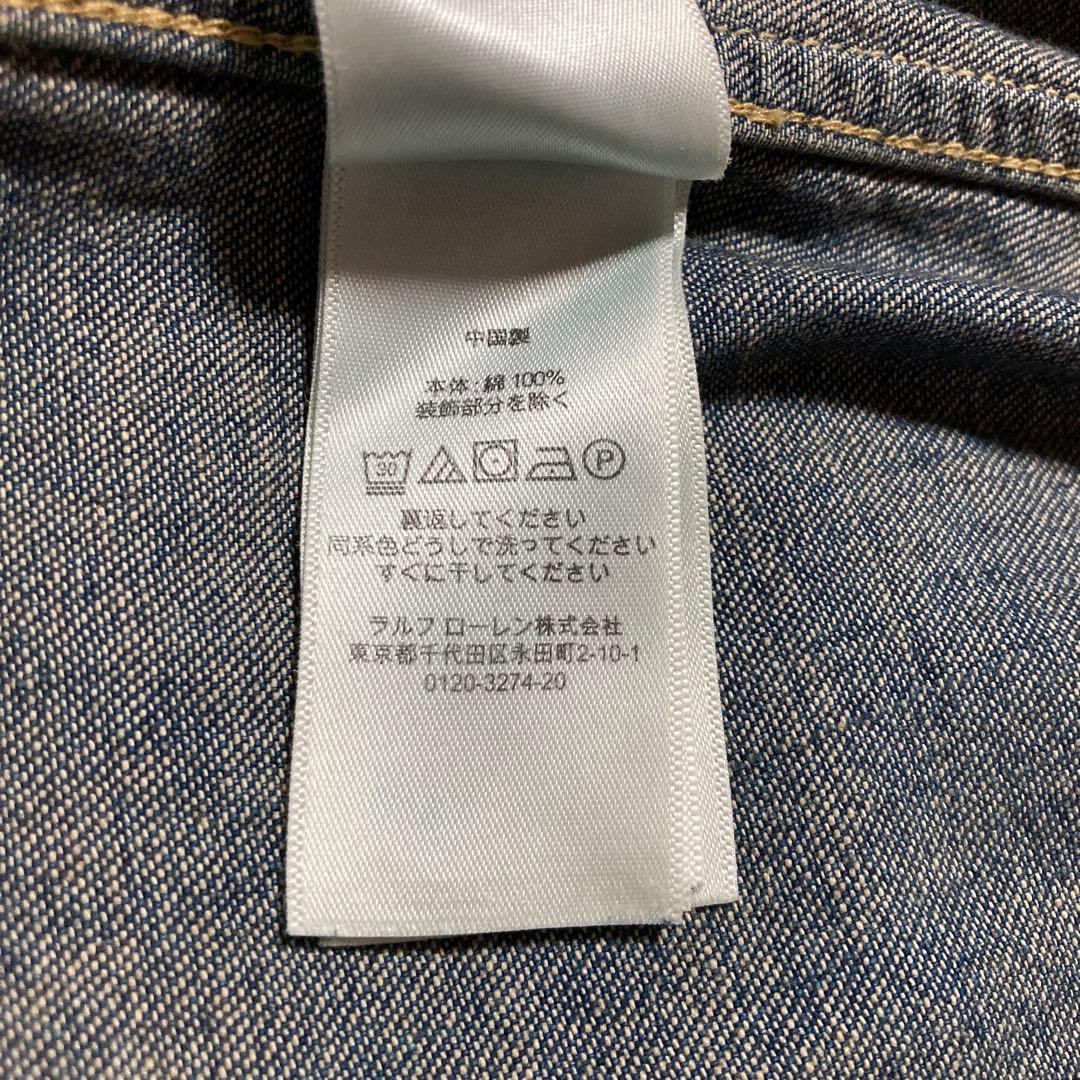 中国製
本体:綿 100%
装飾部分を除く
30 P
裏返してください
同系色どうしで洗ってください
すぐに干してください
ラルフ ローレン株式会社
東京都千代田区永田町2-10-1
0120-3274-20